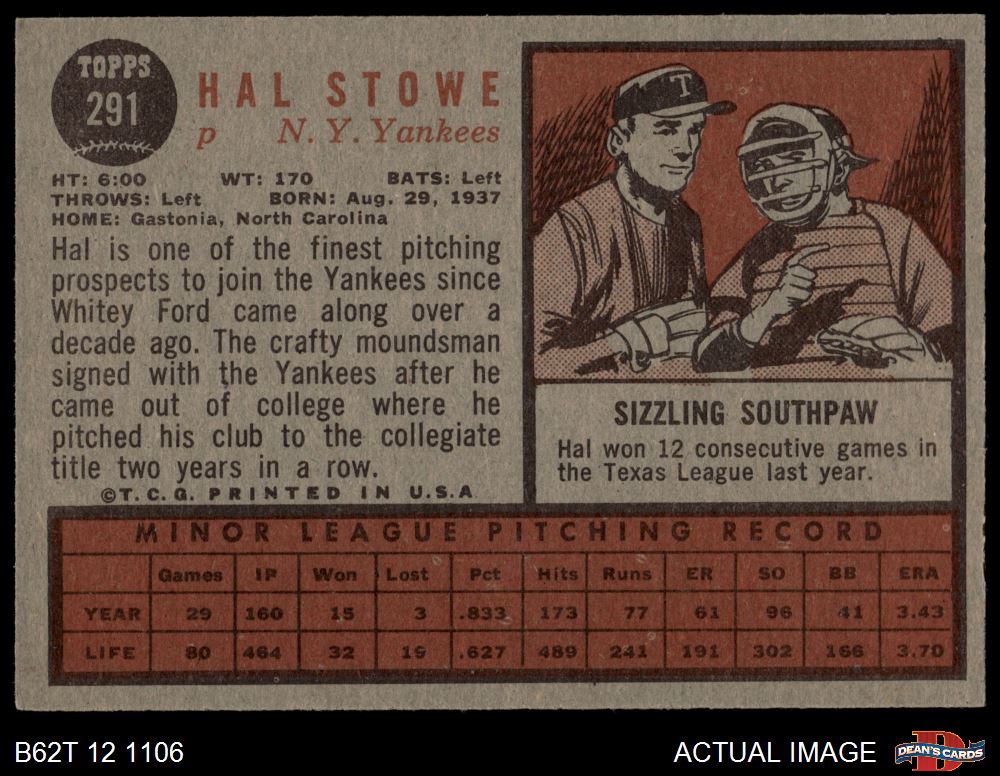 TOPPS
291
HAL STOWE
p N. Y. Yankees
HT: 6:00 WT: 170 BATS: Left
THROWS: Left BORN: Aug. 29, 1937
HOME: Gastonia, North Carolina
Hal is one of the finest pitching
prospects to join the Yankees since
Whitey Ford came along over a
decade ago. The crafty moundsman
signed with the Yankees after he
came out of college where he
pitched his club to the collegiate
title two years in a row.
©T. C. G. PRINTED IN U.S.A
T
SIZZLING SOUTHPAW
Hal won 12 consecutive games in
the Texas League last year.
MINOR LEAGUE PITCHING RECORD
Games IP Won Lost Pct Hits Runs ER SO BB ERA
YEAR 29 160 15 3 .833 173 77 61 96 41 3.43
LIFE 80 464 32 19 .627 489 241 191 302 166 3.70
B62T 12 1106
ACTUAL IMAGE
D
DEAN'S CARDS